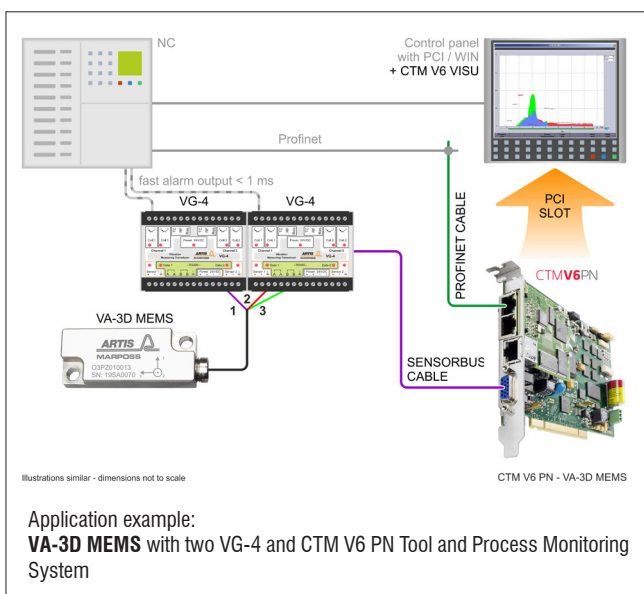 NC
Control panel
with PCI / WIN
+ CTM V6 VISU
Profinet
fast alarm output < 1 ms
VG-4
VG-4
PCI
SLOT
PROFINET CABLE
CTMV6PN
1
2
3
VA-3D MEMS
ARTIS
MARPOSS
O3PZ010013
SN: 19SA0070
SENSORBUS
CABLE
Illustrations similar - dimensions not to scale
CTM V6 PN - VA-3D MEMS
Application example:
VA-3D MEMS with two VG-4 and CTM V6 PN Tool and Process Monitoring
System